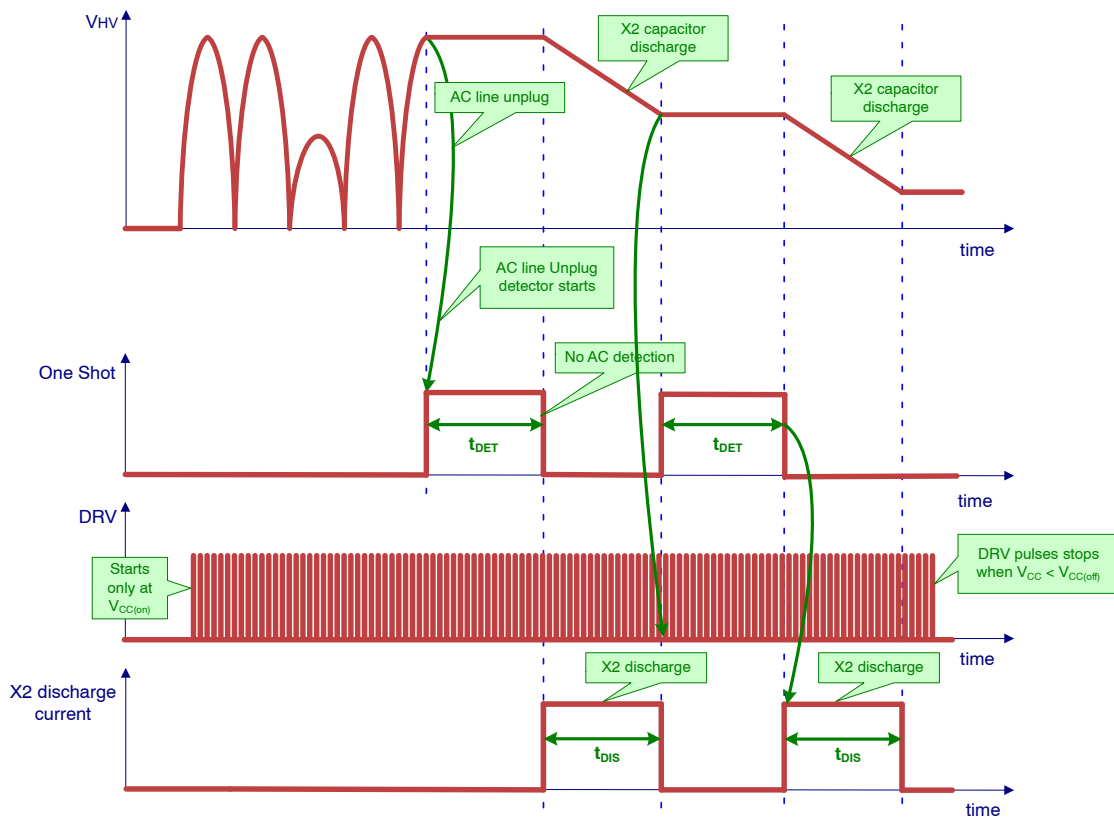 VHV
X2 capacitor
discharge
AC line unplug
X2 capacitor
discharge
time
AC line Unplug
detector starts
One Shot
No AC detection
tDET
tDET
time
DRV
Starts
only at
VCC(on)
DRV pulses stops
when VCC < VCC(off)
time
X2 discharge
current
X2 discharge
X2 discharge
tDIS
tDIS
time